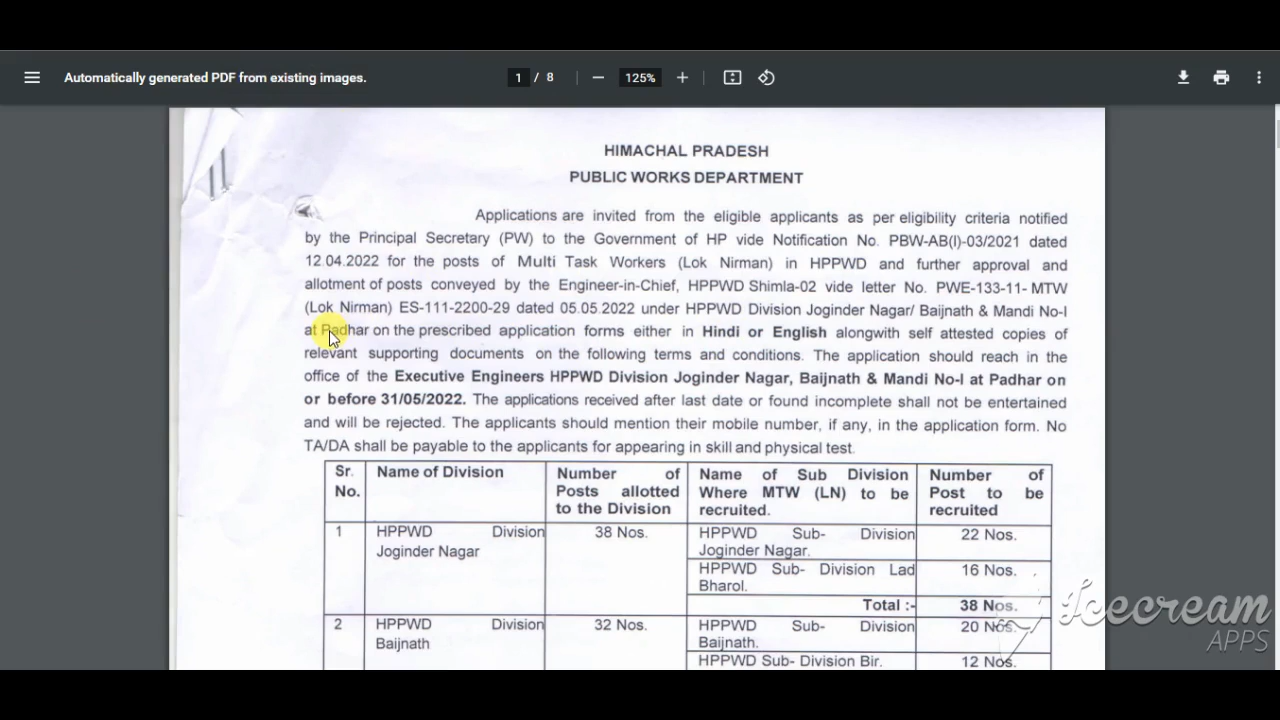 Automatically generated PDF from existing images.
1 / 8
125%
HIMACHAL PRADESH
PUBLIC WORKS DEPARTMENT
Applications are invited from the eligible applicants as per eligibility criteria notified
by the Principal Secretary (PW) to the Government of HP vide Notification No. PBW-AB(I)-03/2021 dated
12.04.2022 for the posts of Multi Task Workers (Lok Nirman) in HPPWD and further approval and
allotment of posts conveyed by the Engineer-in-Chief, HPPWD Shimla-02 vide letter No. PWE-133-11- MTW
(Lok Nirman) ES-111-2200-29 dated 05.05.2022 under HPPWD Division Joginder Nagar/ Baijnath & Mandi No-I
at Padhar on the prescribed application forms either in Hindi or English alongwith self attested copies of
relevant supporting documents on the following terms and conditions. The application should reach in the
office of the Executive Engineers HPPWD Division Joginder Nagar, Baijnath & Mandi No-I at Padhar on
or before 31/05/2022. The applications received after last date or found incomplete shall not be entertained
and will be rejected. The applicants should mention their mobile number, if any, in the application form. No
TA/DA shall be payable to the applicants for appearing in skill and physical test.
Sr. No. Name of Division Number of Posts allotted to the Division Name of Sub Division Where MTW (LN) to be recruited. Number of Post to be recruited
1 HPPWD Division Joginder Nagar 38 Nos. HPPWD Sub- Division Joginder Nagar. 22 Nos.
HPPWD Sub- Division Lad Bharol. 16 Nos.
Total :- 38 Nos.
2 HPPWD Division Baijnath 32 Nos. HPPWD Sub- Division Baijnath. 20 Nos.
HPPWD Sub- Division Bir. 12 Nos.
Icecream
APPS